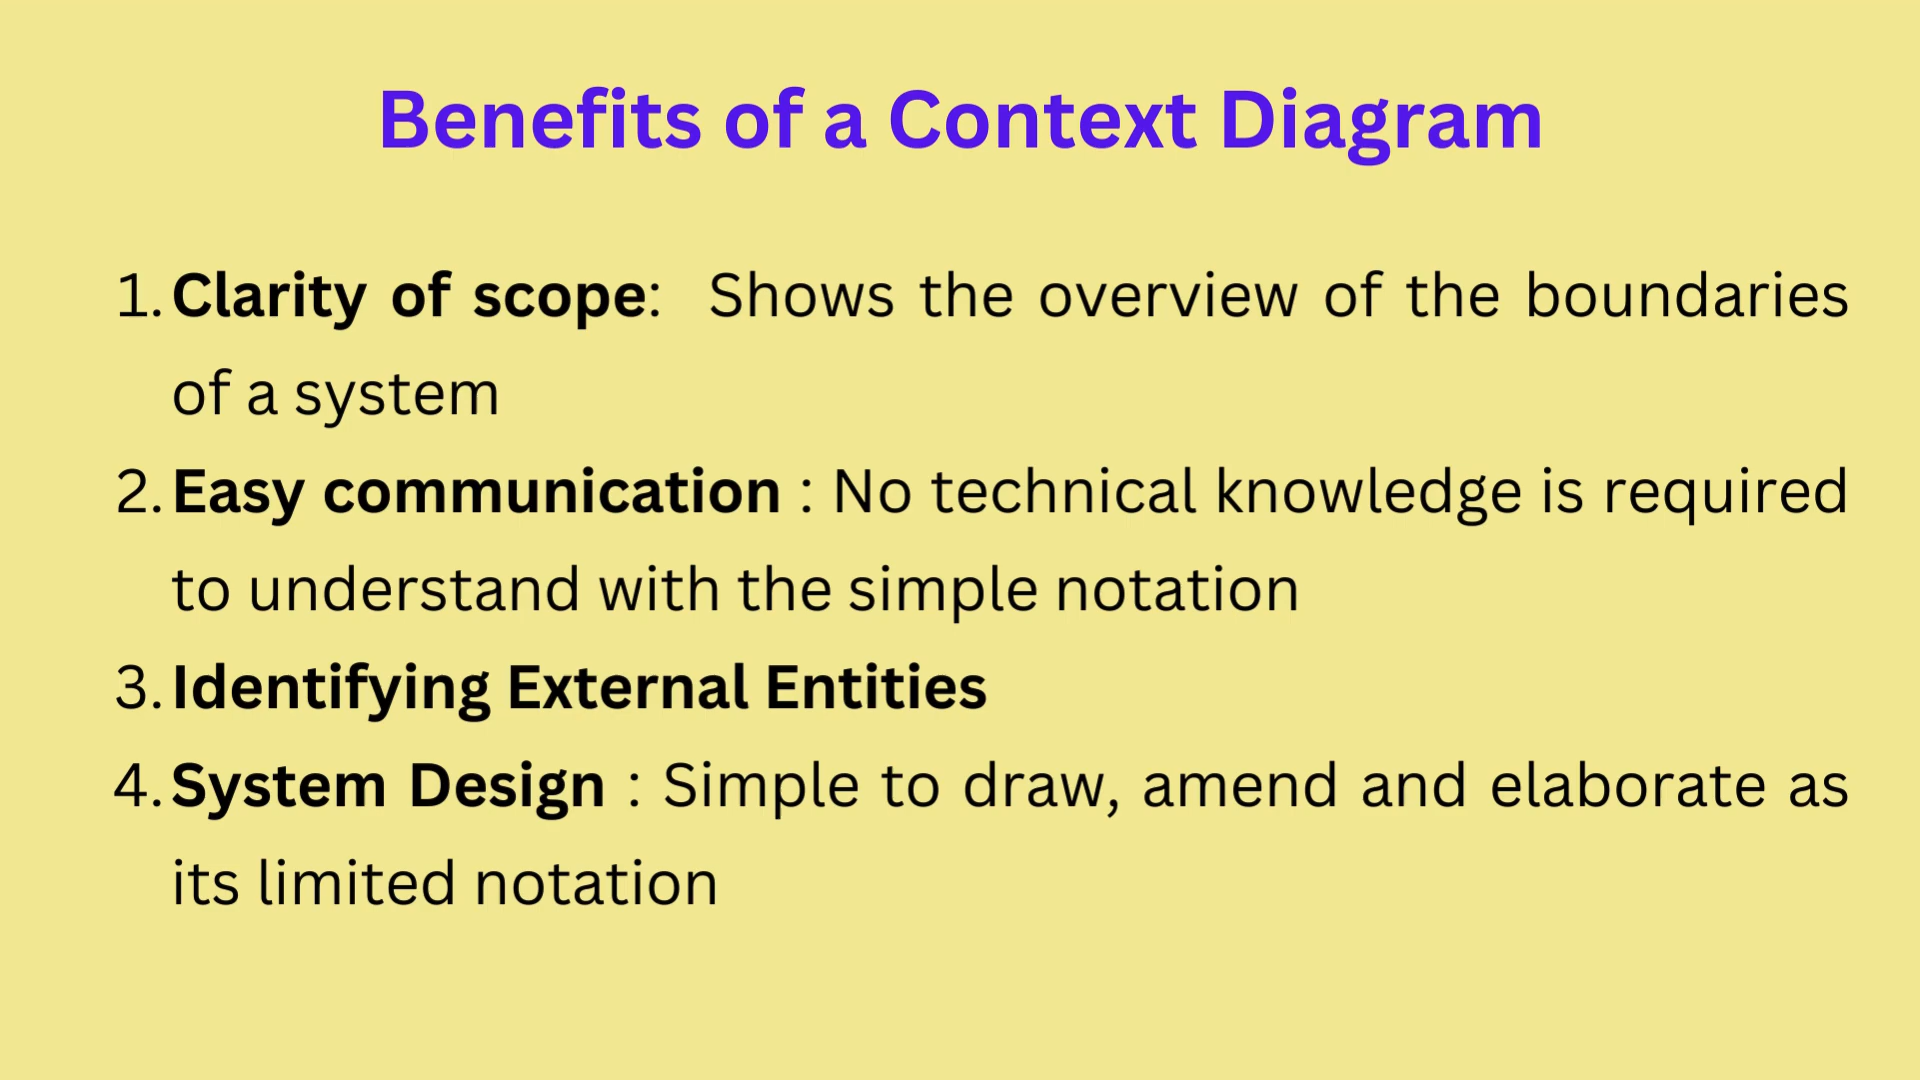 Benefits of a Context Diagram
1. Clarity of scope:  Shows the overview of the boundaries
of a system
2. Easy communication : No technical knowledge is required
to understand with the simple notation
3. Identifying External Entities
4. System Design : Simple to draw, amend and elaborate as
its limited notation